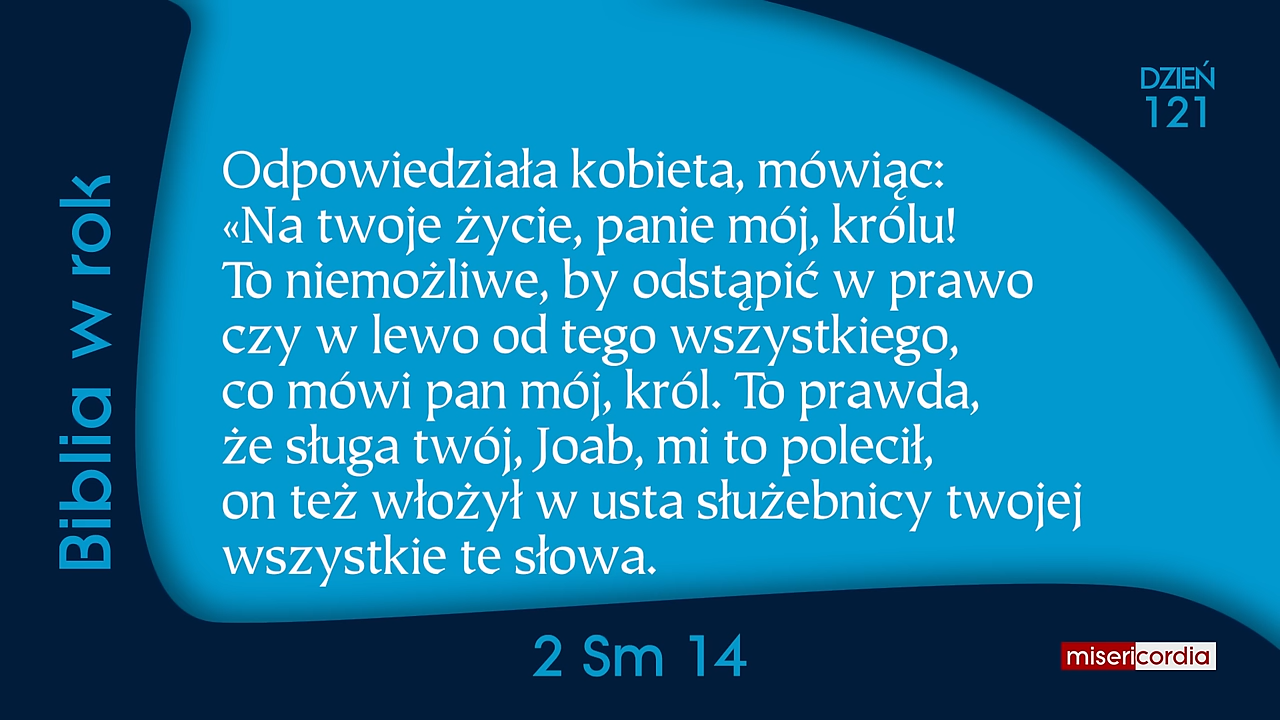 DZIEŃ
121
Biblia w rok
Odpowiedziała kobieta, mówiąc:
«Na twoje życie, panie mój, królu!
To niemożliwe, by odstąpić w prawo
czy w lewo od tego wszystkiego,
co mówi pan mój, król. To prawda,
że sługa twój, Joab, mi to polecił,
on też włożył w usta służebnicy twojej
wszystkie te słowa.
2 Sm 14
misericordia